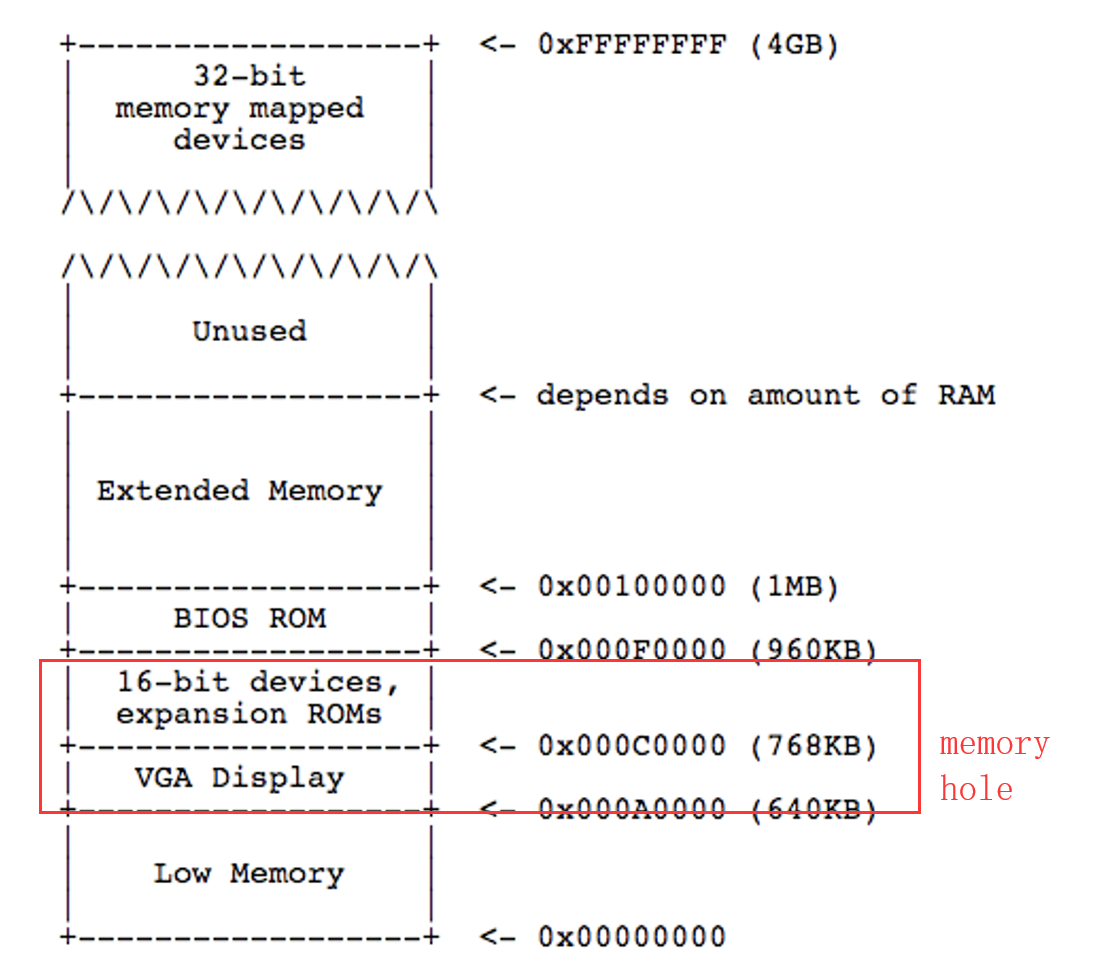 +------------------+  <- 0xFFFFFFFF (4GB)
|      32-bit      |
|  memory mapped   |
|     devices      |
|                  |
/\/\/\/\/\/\/\/\/\/\
/\/\/\/\/\/\/\/\/\/\
|                  |
|      Unused      |
|                  |
+------------------+  <- depends on amount of RAM
|                  |
|                  |
| Extended Memory  |
|                  |
|                  |
+------------------+  <- 0x00100000 (1MB)
|     BIOS ROM     |
+------------------+  <- 0x000F0000 (960KB)
|  16-bit devices, |
|  expansion ROMs  |
+------------------+  <- 0x000C0000 (768KB)
|   VGA Display    |
+------------------+  <- 0x000A0000 (640KB)
|                  |
|    Low Memory    |
|                  |
+------------------+  <- 0x00000000
memory
hole